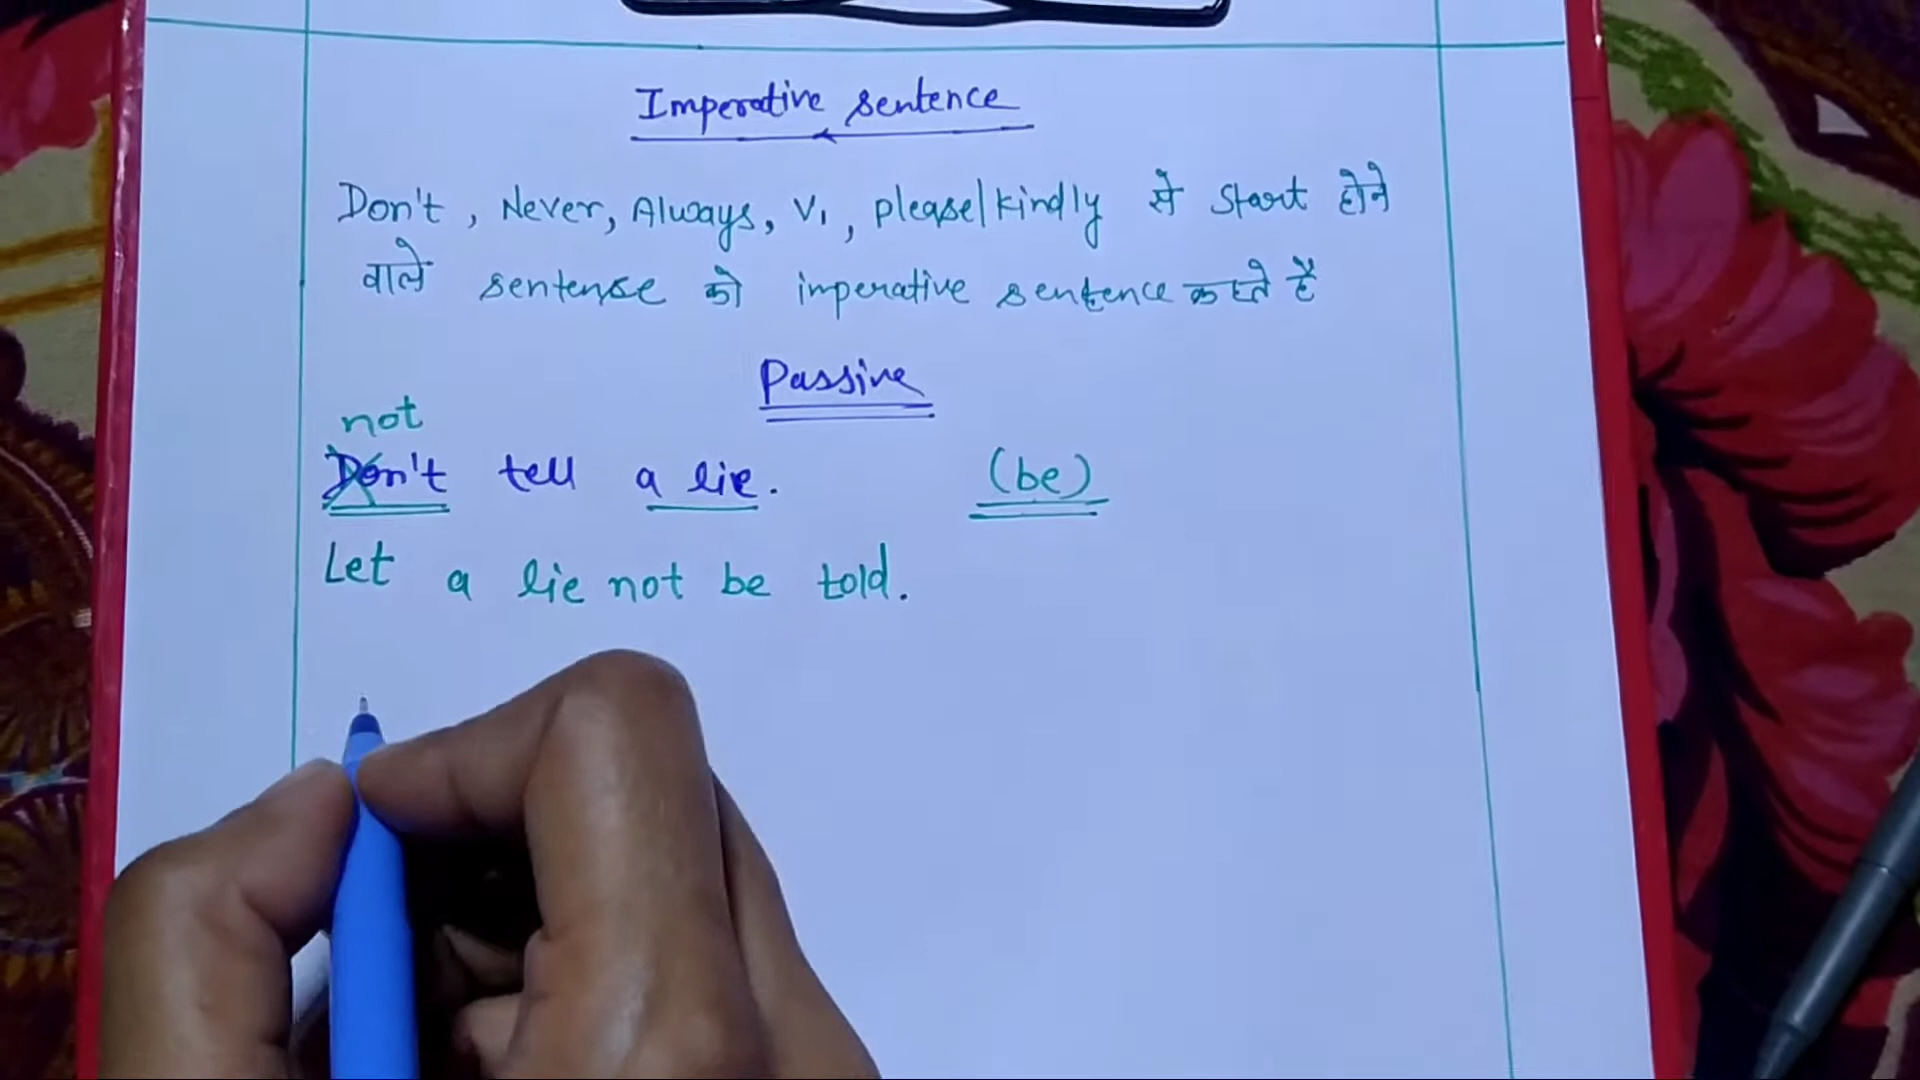 Imperative sentence
Don't, Never, Always, V1, please/kindly से start होने
वाले sentense को imperative sentence कहते हैं
Passive
not
Don't tell a lie. (be)
Let a lie not be told.